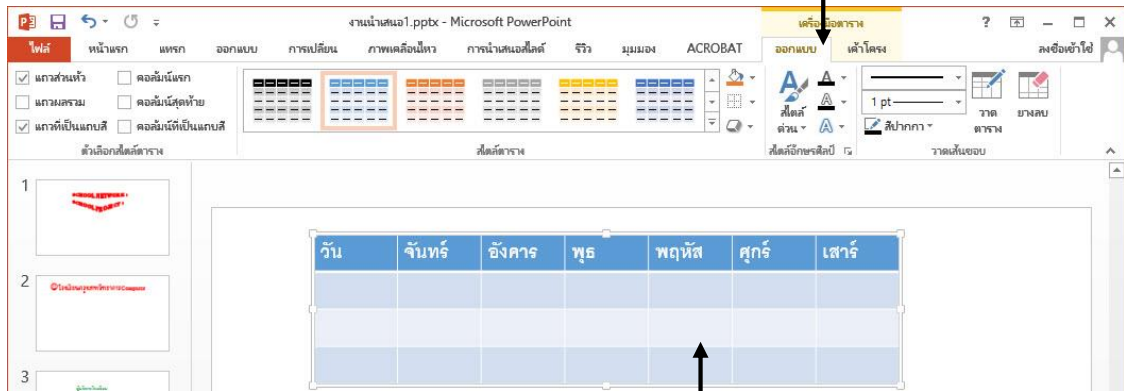 งานนำเสนอ1.pptx - Microsoft PowerPoint
เครื่องมือตาราง
?
ไฟล์ หน้าแรก แทรก ออกแบบ การเปลี่ยน ภาพเคลื่อนไหว การนำเสนอสไลด์ รีวิว มุมมอง ACROBAT ออกแบบ เค้าโครง ลงชื่อเข้าใช้
แถวส่วนหัว คอลัมน์แรก
แถวผลรวม คอลัมน์สุดท้าย
แถวที่เป็นแถบสี คอลัมน์ที่เป็นแถบสี
ตัวเลือกสไตล์ตาราง
สไตล์ตาราง
สไตล์
ด่วน
สไตล์อักษรศิลป์
1 pt
สีปากกา
วาด
ตาราง
ยางลบ
วาดเส้นขอบ
1
SCHOOL NETWORK :
SCHOOL PROJECT :
2
3
วัน จันทร์ อังคาร พุธ พฤหัส ศุกร์ เสาร์